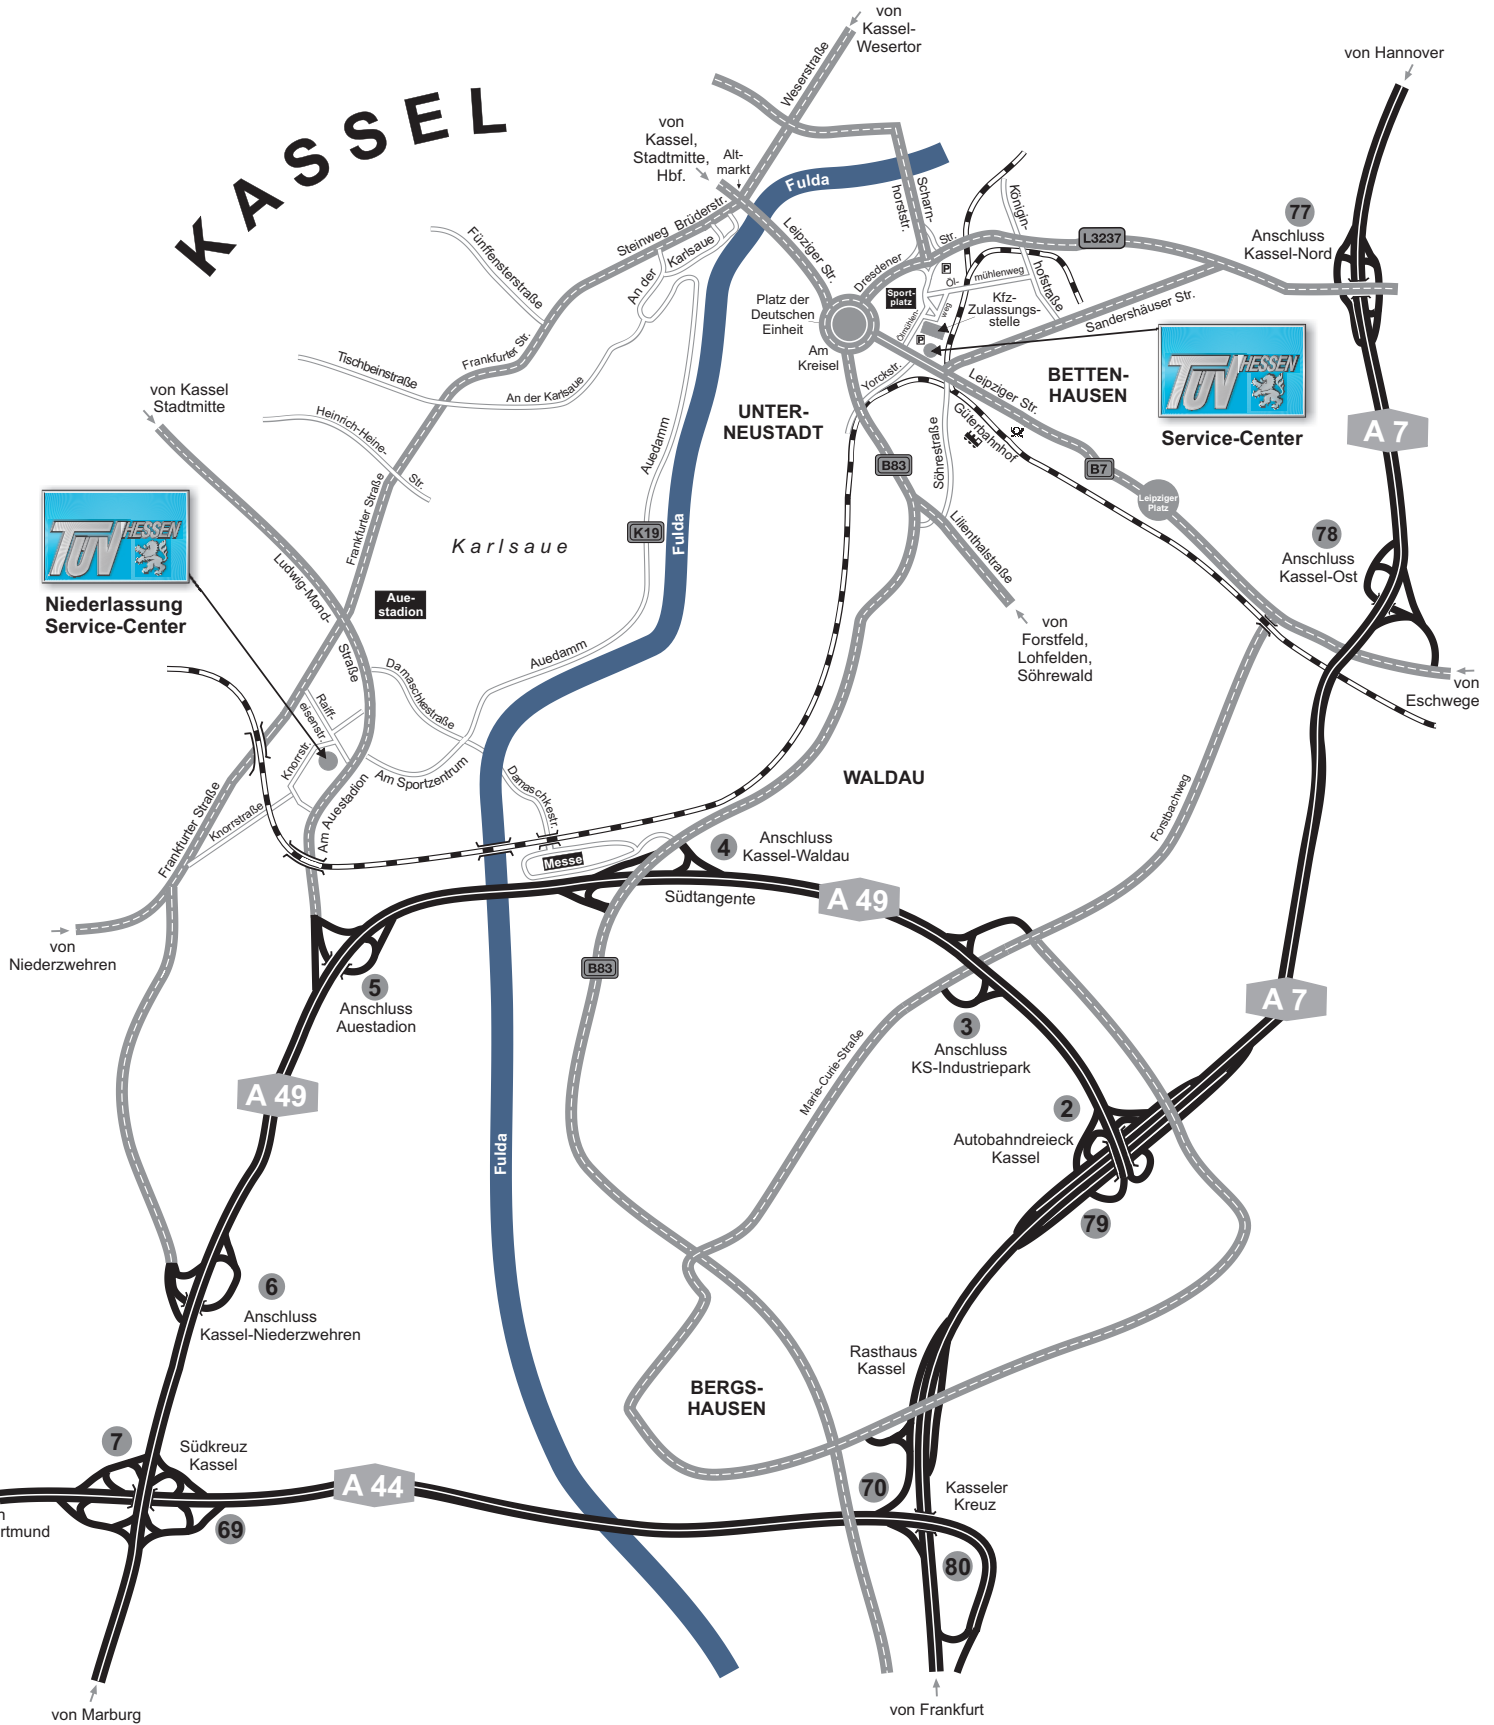 KASSEL
von
Kassel-
Wesertor
Weserstraße
von Hannover
von
Kassel,
Stadtmitte,
Hbf.
Alt-
markt
Fulda
Scharn-
horststr.
Königin-
hofstraße
77
Anschluss
Kassel-Nord
L3237
Steinweg
Brüderstr.
Fünffensterstraße
An der
Karlsaue
Leipziger Str.
Dresdener
Str.
P
Öl-
mühlenweg
Sport-
platz
Platz der
Deutschen
Einheit
Kfz-
Zulassungs-
stelle
Ölmühlen-
weg
P
Sandershäuser Str.
TÜV
HESSEN
Service-Center
Am
Kreisel
Yorckstr.
Frankfurter Str.
Tischbeinstraße
An der Karlsaue
von Kassel
Stadtmitte
Heinrich-Heine-
Str.
Auedamm
UNTER-
NEUSTADT
BETTEN-
HAUSEN
Leipziger Str.
Güterbahnhof
Söhrestraße
B83
B7
Leipziger
Platz
A 7
78
Anschluss
Kassel-Ost
TÜV
HESSEN
Niederlassung
Service-Center
Frankfurter Straße
Ludwig-Mond-
Straße
Karlsaue
K19
Fulda
Lilienthalstraße
Aue-
stadion
von
Forstfeld,
Lohfelden,
Söhrewald
von
Eschwege
Auedamm
Damaschkestraße
Raiff-
eisenstr.
Knorrstr.
Am Sportzentrum
Damaschkestr.
WALDAU
Forstbachweg
Frankfurter Straße
Knorrstraße
Am Auestadion
Messe
4
Anschluss
Kassel-Waldau
Südtangente
A 49
von
Niederzwehren
5
Anschluss
Auestadion
B83
A 7
3
Anschluss
KS-Industriepark
Marie-Curie-Straße
A 49
2
Autobahndreieck
Kassel
Fulda
79
6
Anschluss
Kassel-Niederzwehren
Rasthaus
Kassel
BERGS-
HAUSEN
7
Südkreuz
Kassel
A 44
70
Kasseler
Kreuz
n
rtmund
69
80
von Marburg
von Frankfurt